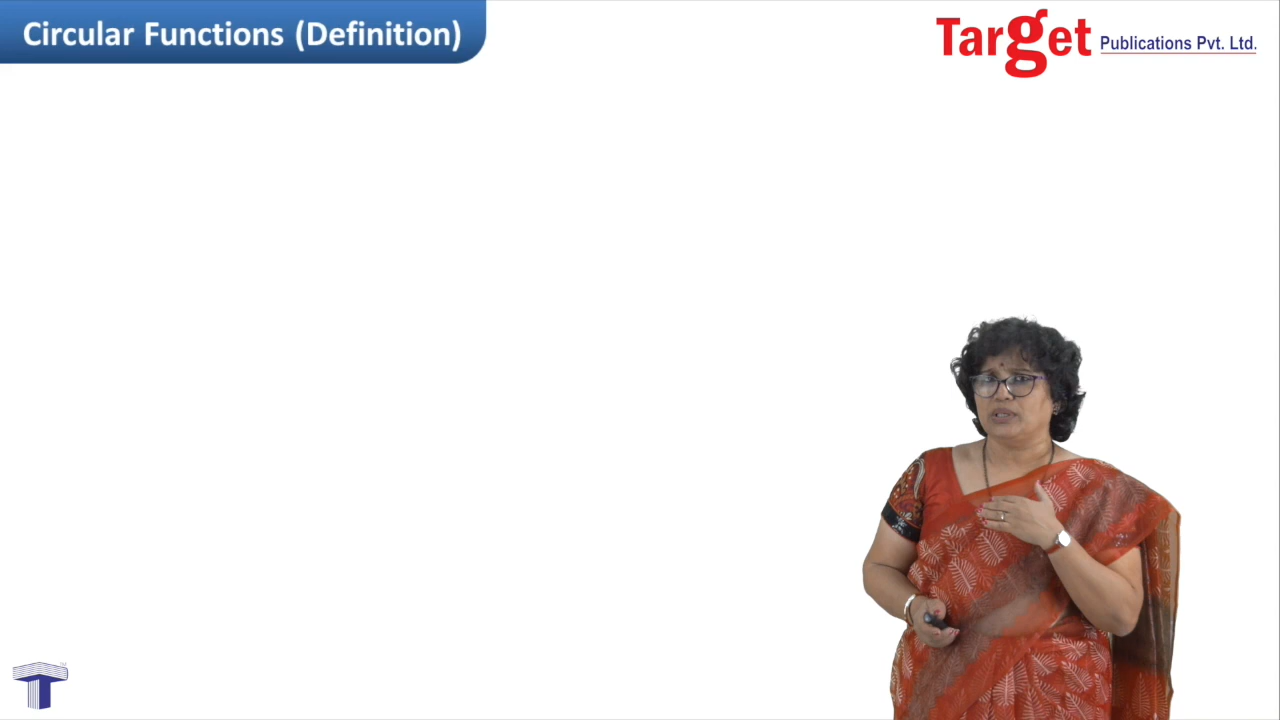 Circular Functions (Definition)
Target Publications Pvt. Ltd.